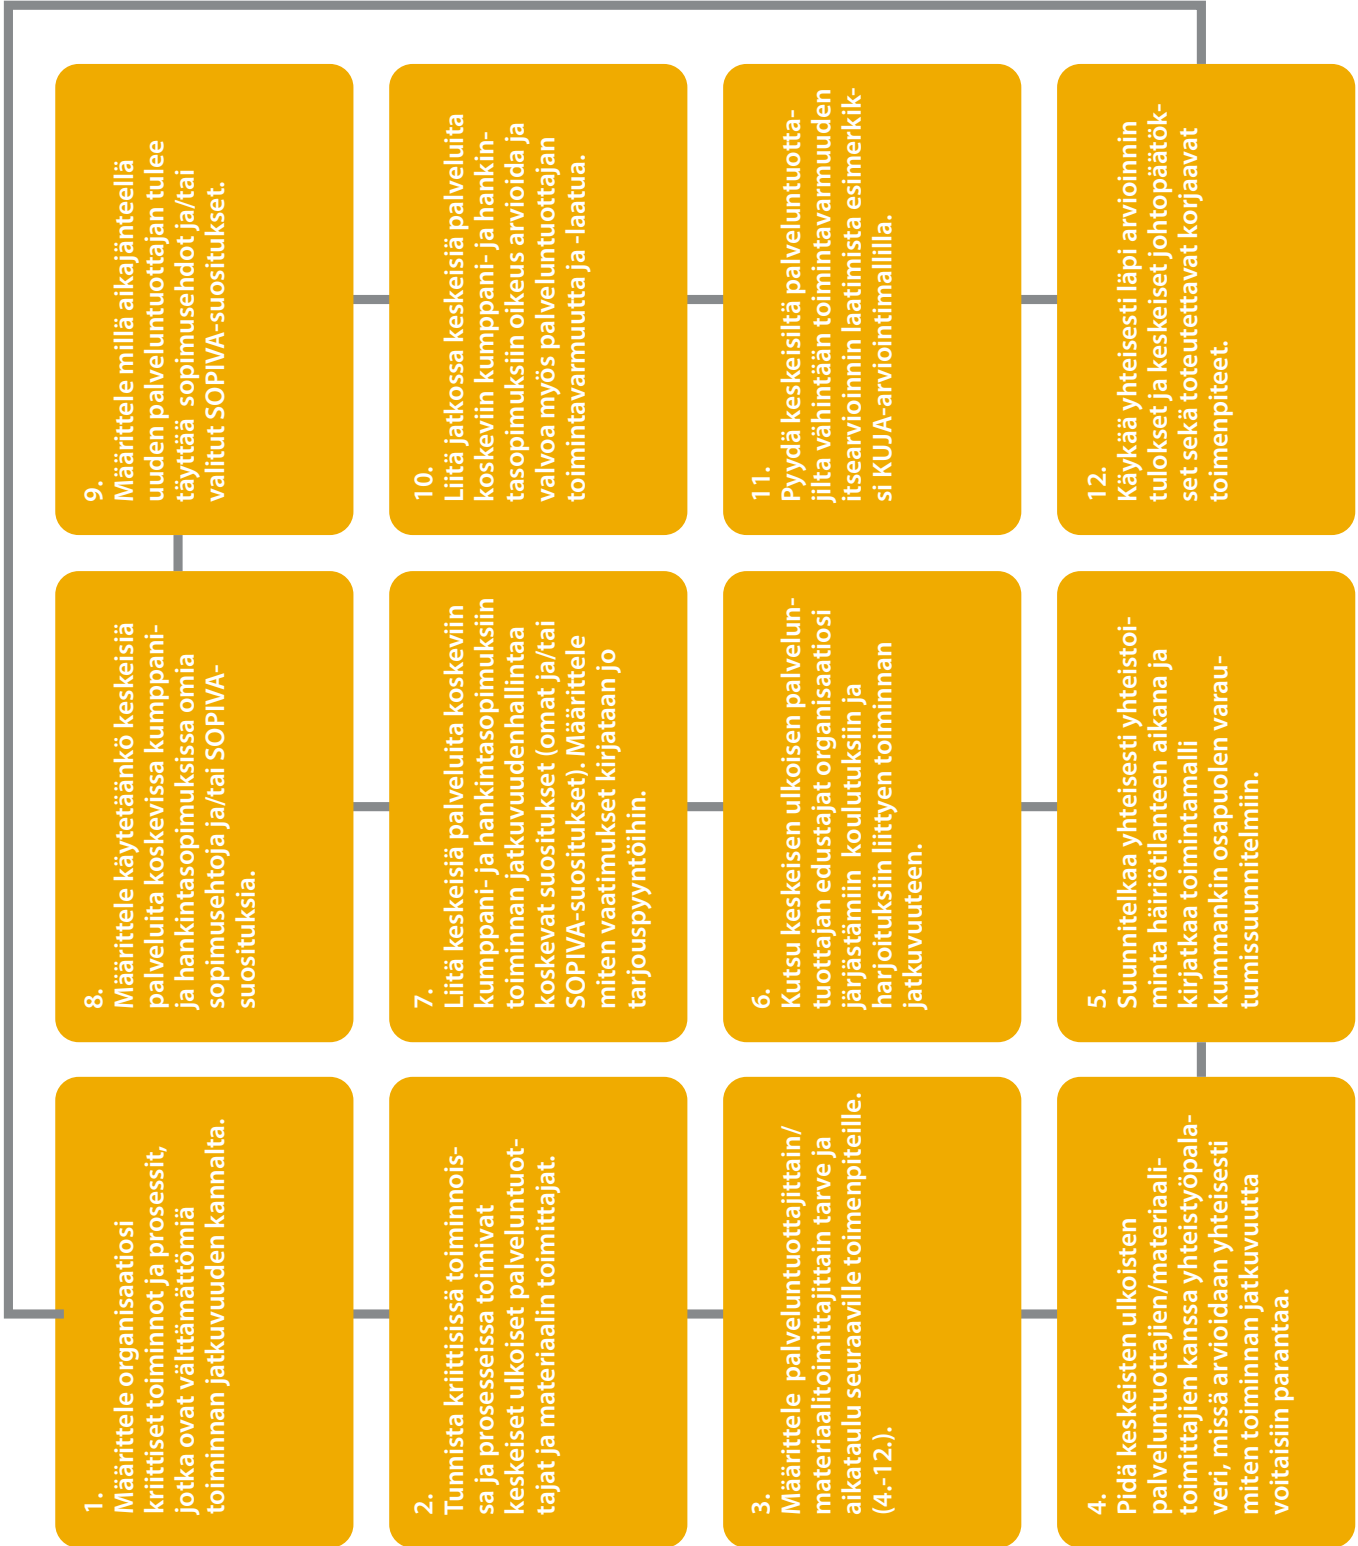 1.
Määrittele organisaatiosi
kriittiset toiminnot ja prosessit,
jotka ovat välttämättömiä
toiminnan jatkuvuuden kannalta.
2.
Tunnista kriittisissä toiminnois-
sa ja prosesseissa toimivat
keskeiset ulkoiset palveluntuot-
tajat ja materiaalin toimittajat.
3.
Määrittele palveluntuottajittain/
materiaalitoimittajittain tarve ja
aikataulu seuraaville toimenpiteille.
(4.-12.).
4.
Pidä keskeisten ulkoisten
palveluntuottajien/materiaali-
toimittajien kanssa yhteistyöpala-
veri, missä arvioidaan yhteisesti
miten toiminnan jatkuvuutta
voitaisiin parantaa.
5.
Suunnitelkaa yhteisesti yhteistoi-
minta häiriötilanteen aikana ja
kirjatkaa toimintamalli
kummankin osapuolen varau-
tumissuunnitelmiin.
6.
Kutsu keskeisen ulkoisen palvelun-
tuottajan edustajat organisaatiosi
järjestämiin koulutuksiin ja
harjoituksiin liittyen toiminnan
jatkuvuuteen.
7.
Liitä keskeisiä palveluita koskeviin
kumppani- ja hankintasopimuksiin
toiminnan jatkuvuudenhallintaa
koskevat suositukset (omat ja/tai
SOPIVA-suositukset). Määrittele
miten vaatimukset kirjataan jo
tarjouspyyntöihin.
8.
Määrittele käytetäänkö keskeisiä
palveluita koskevissa kumppani-
ja hankintasopimuksissa omia
sopimusehtoja ja/tai SOPIVA-
suosituksia.
9.
Määrittele millä aikajänteellä
uuden palveluntuottajan tulee
täyttää sopimusehdot ja/tai
valitut SOPIVA-suositukset.
10.
Liitä jatkossa keskeisiä palveluita
koskeviin kumppani- ja hankin-
tasopimuksiin oikeus arvioida ja
valvoa myös palveluntuottajan
toimintavarmuutta ja -laatua.
11.
Pyydä keskeisiltä palveluntuotta-
jilta vähintään toimintavarmuuden
itsearvioinnin laatimista esimerkik-
si KUJA-arviointimallilla.
12.
Käykää yhteisesti läpi arvioinnin
tulokset ja keskeiset johtopäätök-
set sekä toteutettavat korjaavat
toimenpiteet.